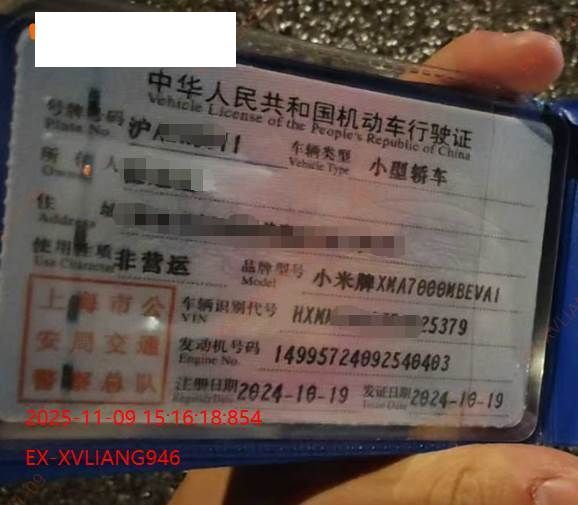 中华人民共和国机动车行驶证
Vehicle License of the People's Republic of China
号牌号码 沪A 11 车辆类型 小型轿车
Plate No. Vehicle Type
所有人
Owner
住 址
Address
使用性质 非营运 品牌型号 小米牌XMA7000MBEVA1
Use Character Model
上海市公 车辆识别代号 HXM 25379
安局交通 VIN
警察总队 发动机号码 14995724092540403
Engine No.
注册日期 2024-10-19 发证日期 2024-10-19
Register Date Issue Date
2025-11-09 15:16:18:854
EX-XVLIANG946